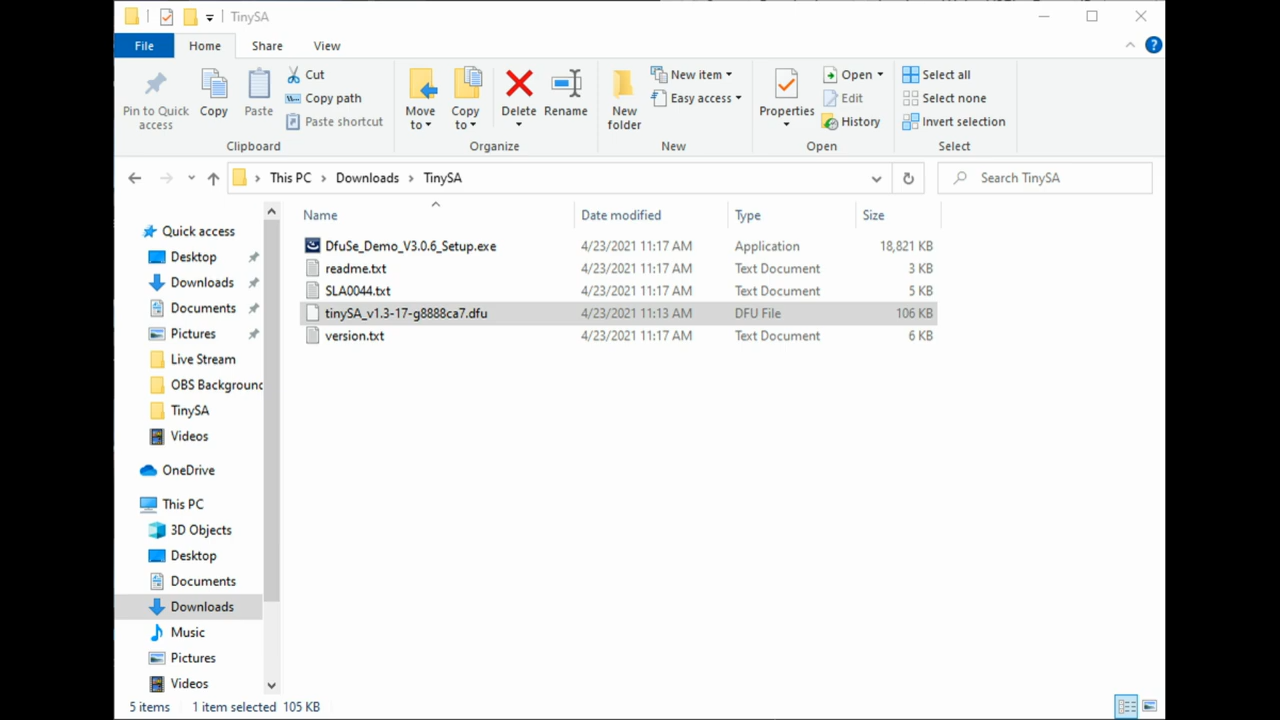 TinySA
File Home Share View
Pin to Quick access
Copy
Paste
Cut
Copy path
Paste shortcut
Clipboard
Move to
Copy to
Delete
Rename
Organize
New folder
New item
Easy access
New
Properties
Open
Edit
History
Open
Select all
Select none
Invert selection
Select
This PC > Downloads > TinySA
Search TinySA
Name Date modified Type Size
DfuSe_Demo_V3.0.6_Setup.exe 4/23/2021 11:17 AM Application 18,821 KB
readme.txt 4/23/2021 11:17 AM Text Document 3 KB
SLA0044.txt 4/23/2021 11:17 AM Text Document 5 KB
tinySA_v1.3-17-g8888ca7.dfu 4/23/2021 11:13 AM DFU File 106 KB
version.txt 4/23/2021 11:17 AM Text Document 6 KB
Quick access
Desktop
Downloads
Documents
Pictures
Live Stream
OBS Background
TinySA
Videos
OneDrive
This PC
3D Objects
Desktop
Documents
Downloads
Music
Pictures
Videos
5 items 1 item selected 105 KB